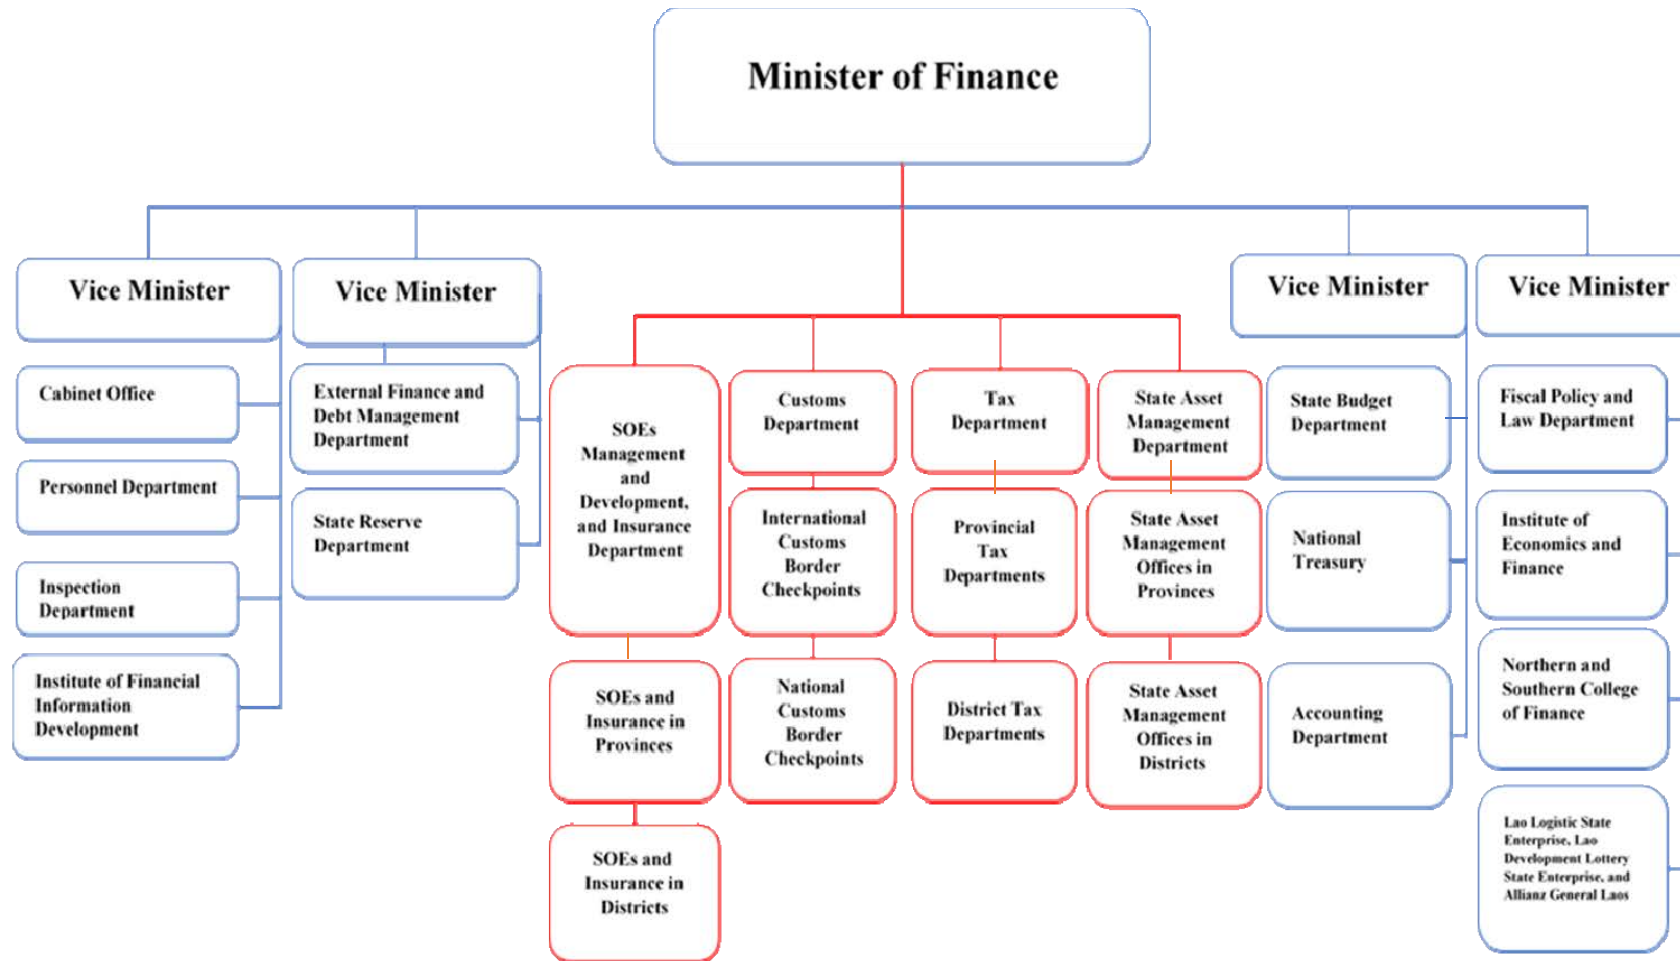 Minister of Finance
Vice Minister
Cabinet Office
Personnel Department
Inspection
Department
Institute of Financial
Information
Development
Vice Minister
External Finance and
Debt Management
Department
State Reserve
Department
SOEs
Management
and
Development,
and Insurance
Department
SOEs and
Insurance in
Provinces
SOEs and
Insurance in
Districts
Customs
Department
International
Customs
Border
Checkpoints
National
Customs
Border
Checkpoints
Tax
Department
Provincial
Tax
Departments
District Tax
Departments
State Asset
Management
Department
State Asset
Management
Offices in
Provinces
State Asset
Management
Offices in
Districts
Vice Minister
State Budget
Department
National
Treasury
Accounting
Department
Vice Minister
Fiscal Policy and
Law Department
Institute of
Economics and
Finance
Northern and
Southern College
of Finance
Lao Logistic State
Enterprise, Lao
Development Lottery
State Enterprise, and
Allianz General Laos